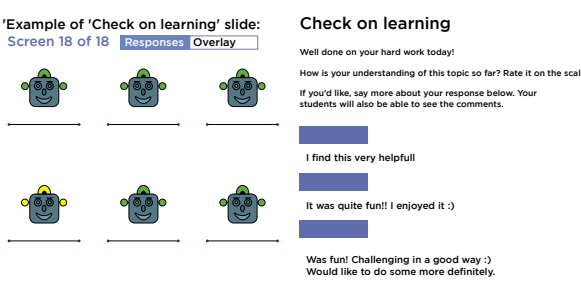 'Example of 'Check on learning' slide:
Screen 18 of 18
Responses
Overlay
Check on learning
Well done on your hard work today!
How is your understanding of this topic so far? Rate it on the scal
If you'd like, say more about your response below. Your
students will also be able to see the comments.
I find this very helpfull
It was quite fun!! I enjoyed it :)
Was fun! Challenging in a good way :)
Would like to do some more definitely.